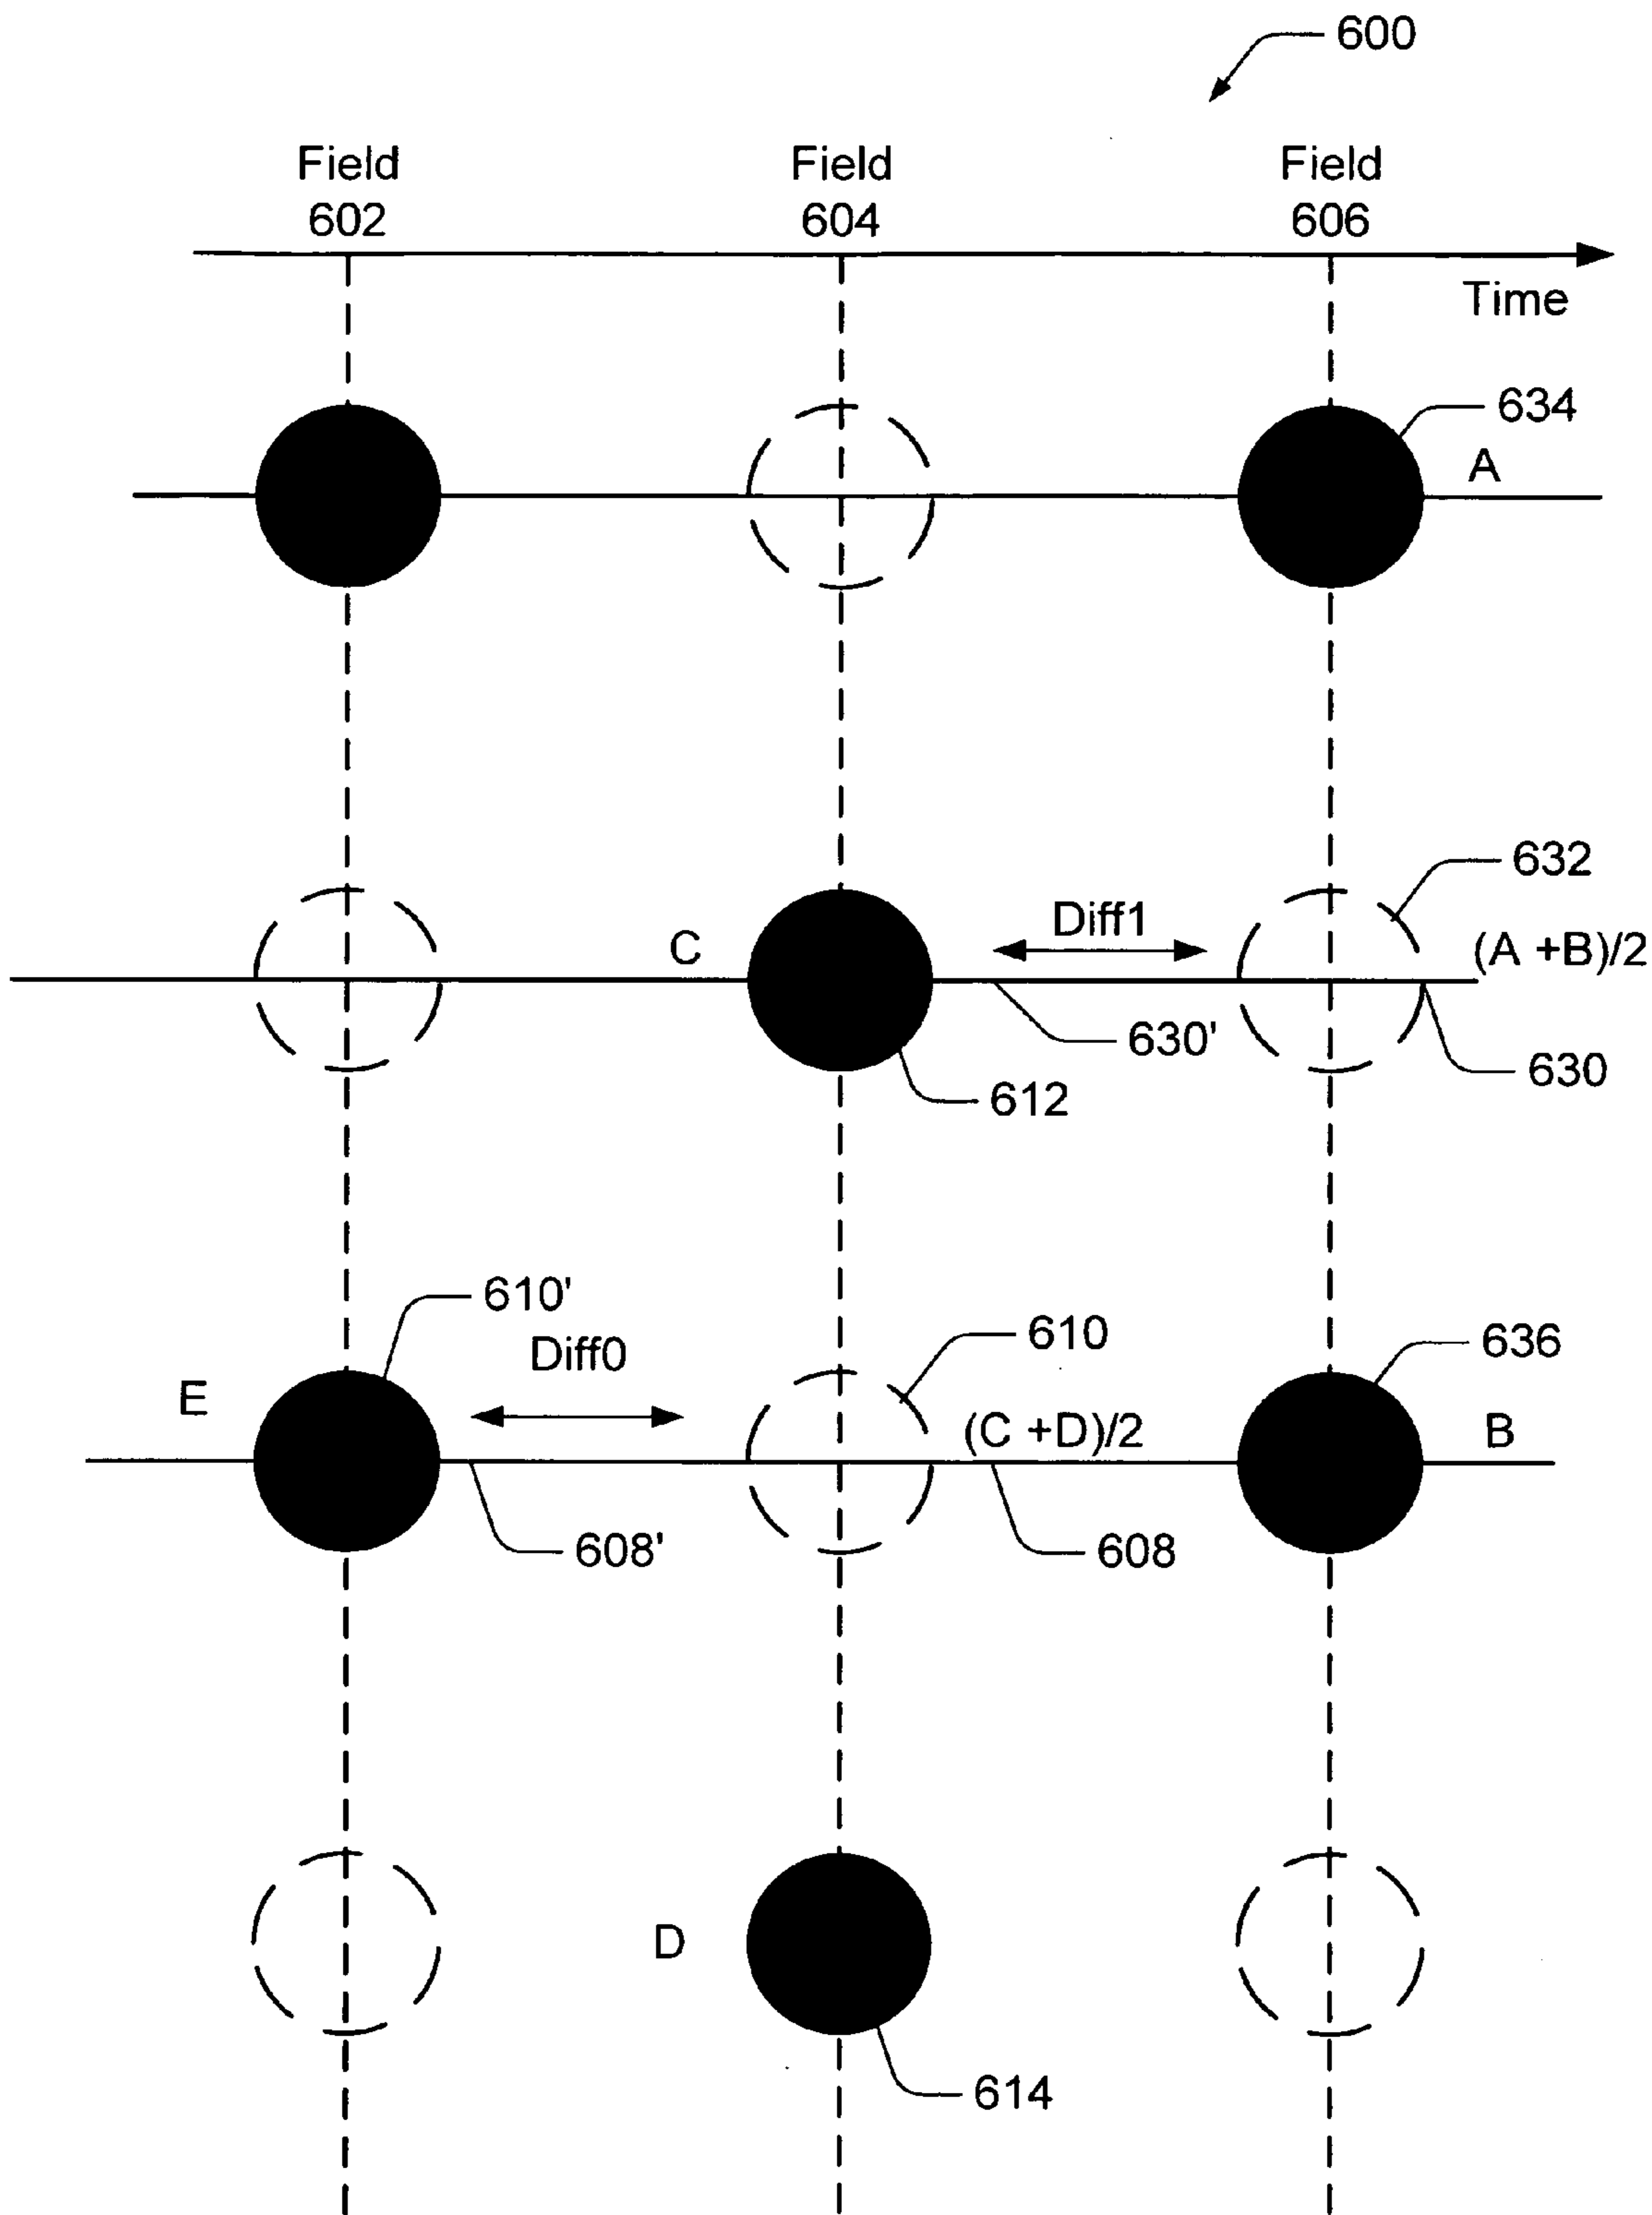 600
Field
602
Field
604
Field
606
Time
634
A
632
C
Diff1
(A +B)/2
630'
630
612
610'
610
636
Diff0
E
(C +D)/2
B
608'
608
D
614